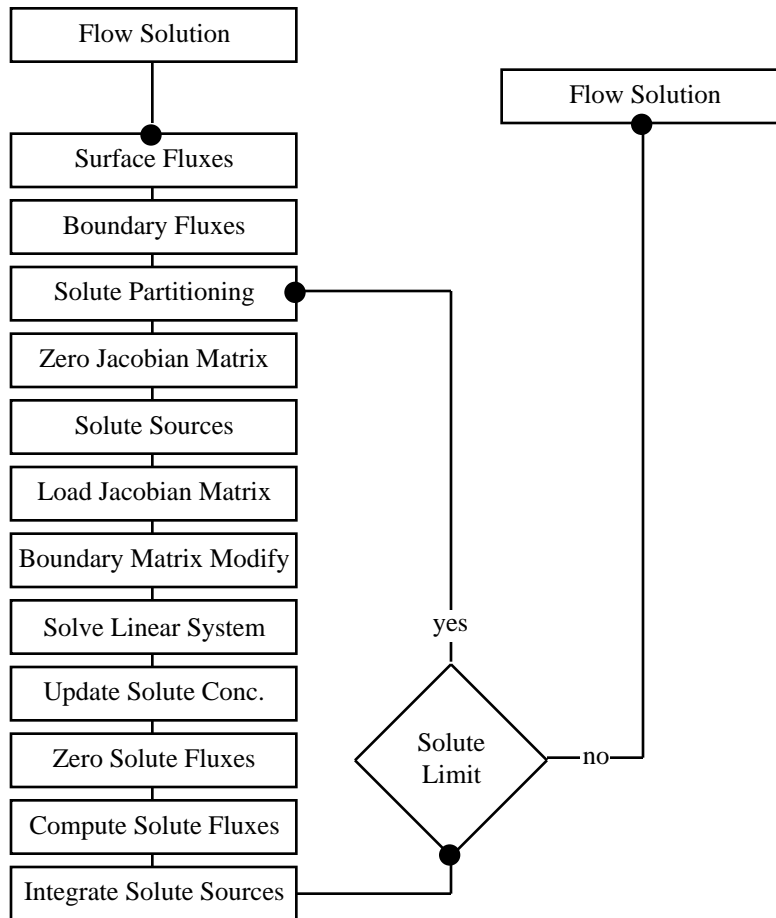 Flow Solution
Flow Solution
Surface Fluxes
Boundary Fluxes
Solute Partitioning
Zero Jacobian Matrix
Solute Sources
Load Jacobian Matrix
Boundary Matrix Modify
Solve Linear System
Update Solute Conc.
Zero Solute Fluxes
Compute Solute Fluxes
Integrate Solute Sources
yes
Solute
Limit
no